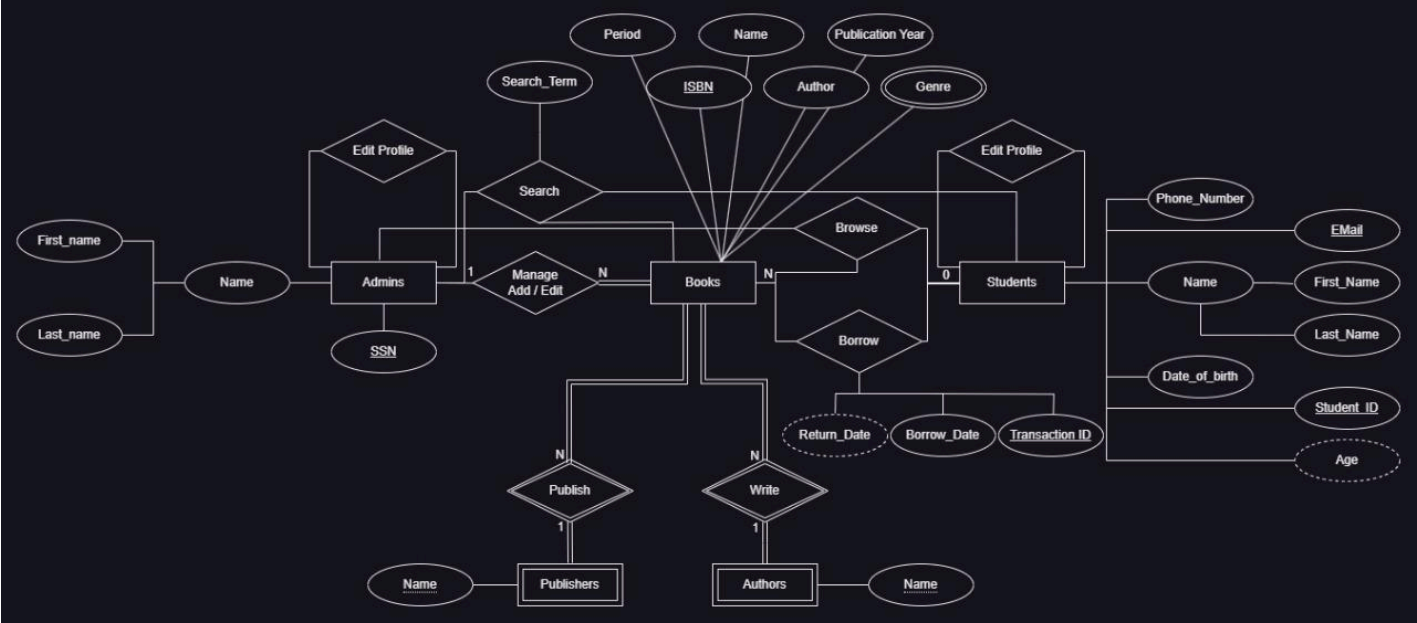 Period
Name
Publication Year
Search_Term
ISBN
Author
Genre
Edit Profile
Edit Profile
Search
Phone_Number
First_name
Browse
EMail
Name
Admins
1
Manage
Add / Edit
N
Books
N
0
Students
Name
First_Name
Last_name
SSN
Borrow
Last_Name
Date_of_birth
Student_ID
Return_Date
Borrow_Date
Transaction ID
Age
N
N
Publish
Write
1
1
Name
Publishers
Authors
Name